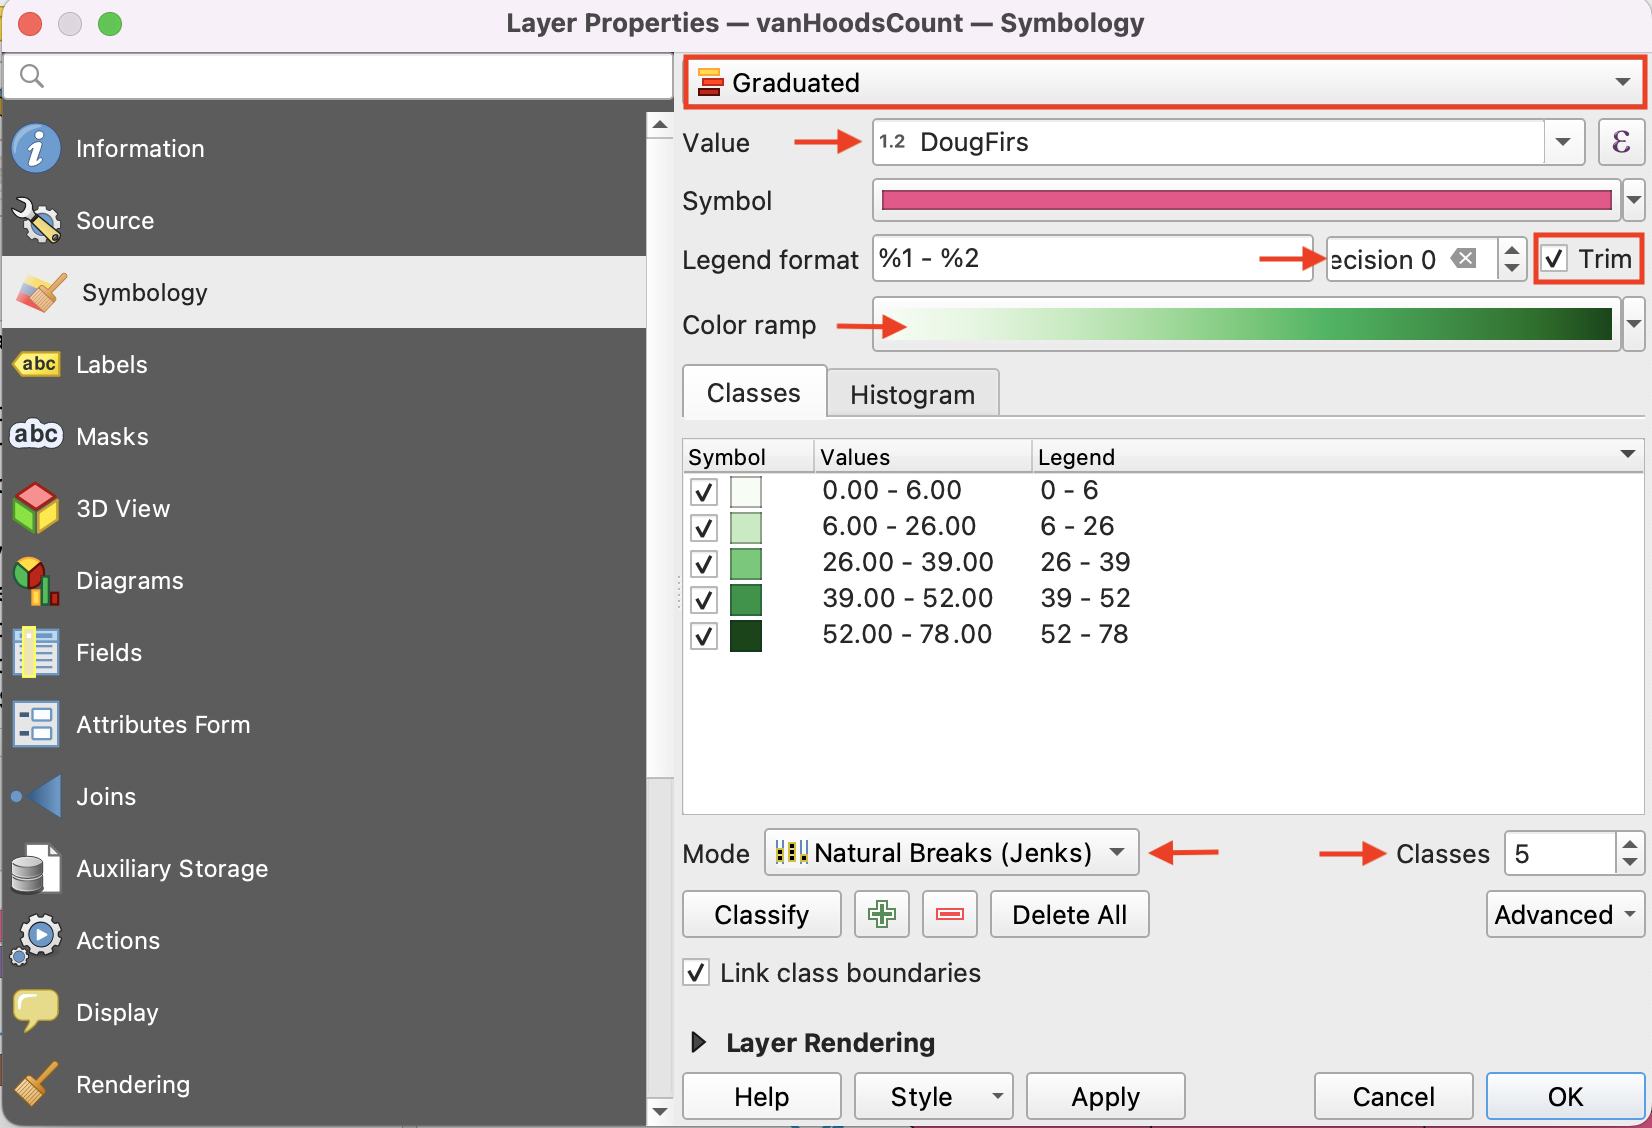 Layer Properties — vanHoodsCount — Symbology
Information
Source
Symbology
abc Labels
abc Masks
3D View
Diagrams
Fields
Attributes Form
Joins
Auxiliary Storage
Actions
Display
Rendering
Graduated
Value 1.2 DougFirs ε
Symbol
Legend format %1 - %2 ecision 0 Trim
Color ramp
Classes Histogram
Symbol Values Legend
0.00 - 6.00 0 - 6
6.00 - 26.00 6 - 26
26.00 - 39.00 26 - 39
39.00 - 52.00 39 - 52
52.00 - 78.00 52 - 78
Mode Natural Breaks (Jenks) Classes 5
Classify Delete All Advanced
Link class boundaries
Layer Rendering
Help Style Apply Cancel OK